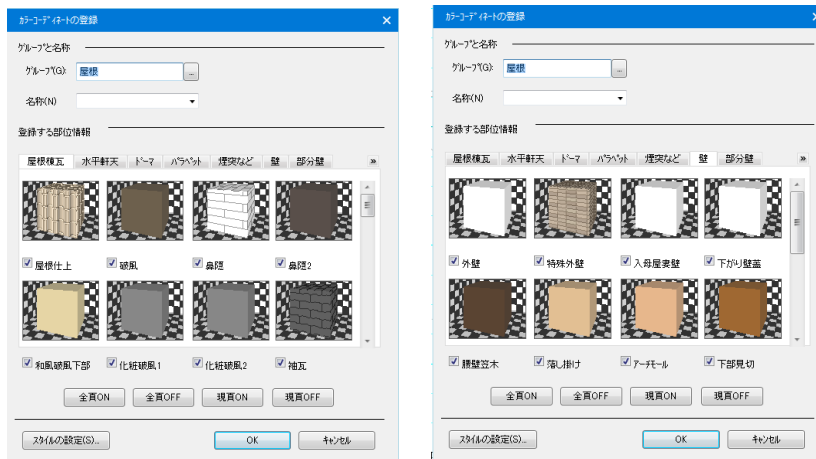 ｶﾗｰｺｰﾃﾞｨﾈｰﾄの登録
ｸﾞﾙｰﾌﾟと名称
ｸﾞﾙｰﾌﾟ(G):
屋根
...
名称(N)
登録する部位情報
屋根棟瓦 水平軒天 ﾄﾞｰﾏ ﾊﾟﾗﾍﾟｯﾄ 煙突など 壁 部分壁 »
屋根仕上 破風 鼻隠 鼻隠2
和風破風下部 化粧破風1 化粧破風2 袖瓦
全頁ON 全頁OFF 現頁ON 現頁OFF
ｽﾀｲﾙの設定(S)... OK ｷｬﾝｾﾙ
ｶﾗｰｺｰﾃﾞｨﾈｰﾄの登録
ｸﾞﾙｰﾌﾟと名称
ｸﾞﾙｰﾌﾟ(G):
屋根
...
名称(N)
登録する部位情報
屋根棟瓦 水平軒天 ﾄﾞｰﾏ ﾊﾟﾗﾍﾟｯﾄ 煙突など 壁 部分壁 »
外壁 特殊外壁 入母屋妻壁 下がり壁蓋
腰壁笠木 落し掛け ｱｰﾁﾓｰﾙ 下部見切
全頁ON 全頁OFF 現頁ON 現頁OFF
ｽﾀｲﾙの設定(S)... OK ｷｬﾝｾﾙ